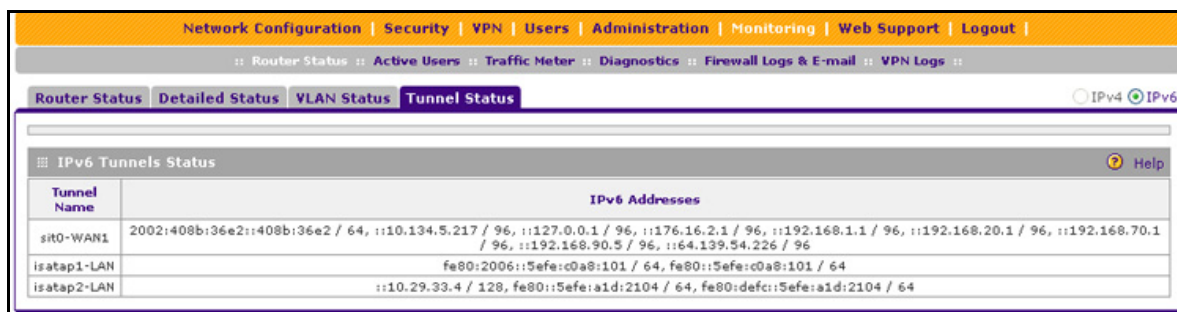 Network Configuration | Security | VPN | Users | Administration | Monitoring | Web Support | Logout |
:: Router Status :: Active Users :: Traffic Meter :: Diagnostics :: Firewall Logs & E-mail :: VPN Logs ::
Router Status Detailed Status VLAN Status Tunnel Status IPv4 IPv6
IPv6 Tunnels Status ? Help
Tunnel Name IPv6 Addresses
sit0-WAN1 2002:408b:36e2::408b:36e2 / 64, ::10.134.5.217 / 96, ::127.0.0.1 / 96, ::176.16.2.1 / 96, ::192.168.1.1 / 96, ::192.168.20.1 / 96, ::192.168.70.1
/ 96, ::192.168.90.5 / 96, ::64.139.54.226 / 96
isatap1-LAN fe80:2006::5efe:c0a8:101 / 64, fe80::5efe:c0a8:101 / 64
isatap2-LAN ::10.29.33.4 / 128, fe80::5efe:a1d:2104 / 64, fe80:defc::5efe:a1d:2104 / 64